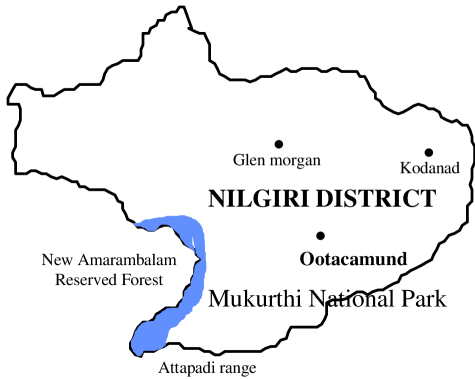 Glen morgan
Kodanad
NILGIRI DISTRICT
Ootacamund
New Amarambalam
Reserved Forest
Mukurthi National Park
Attapadi range